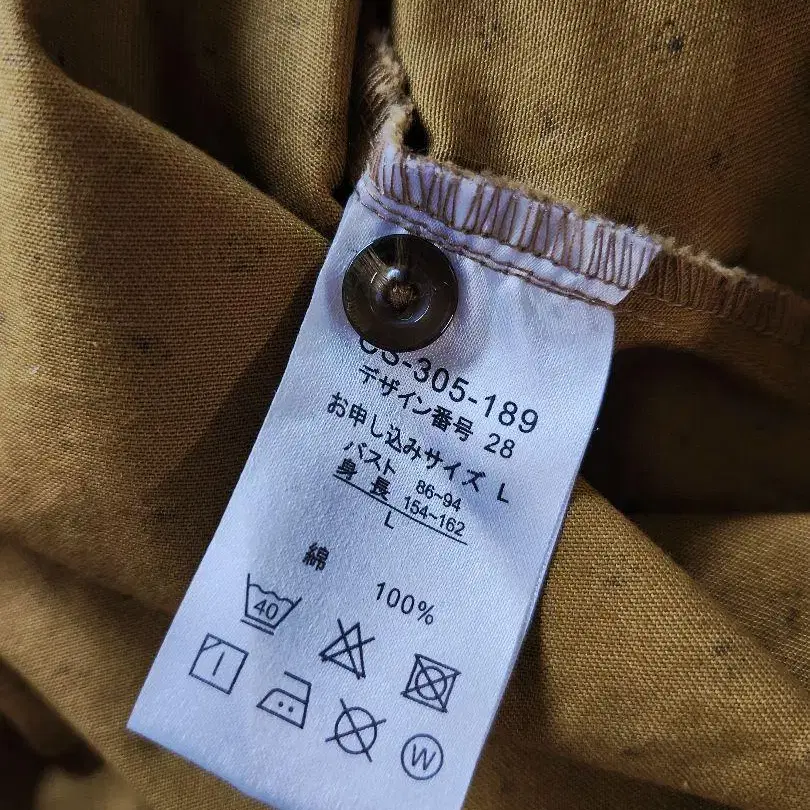 -305-189
デザイン番号 28
お申し込みサイズ L
バスト 86~94
身長 154~162
L
綿 100%
40
W